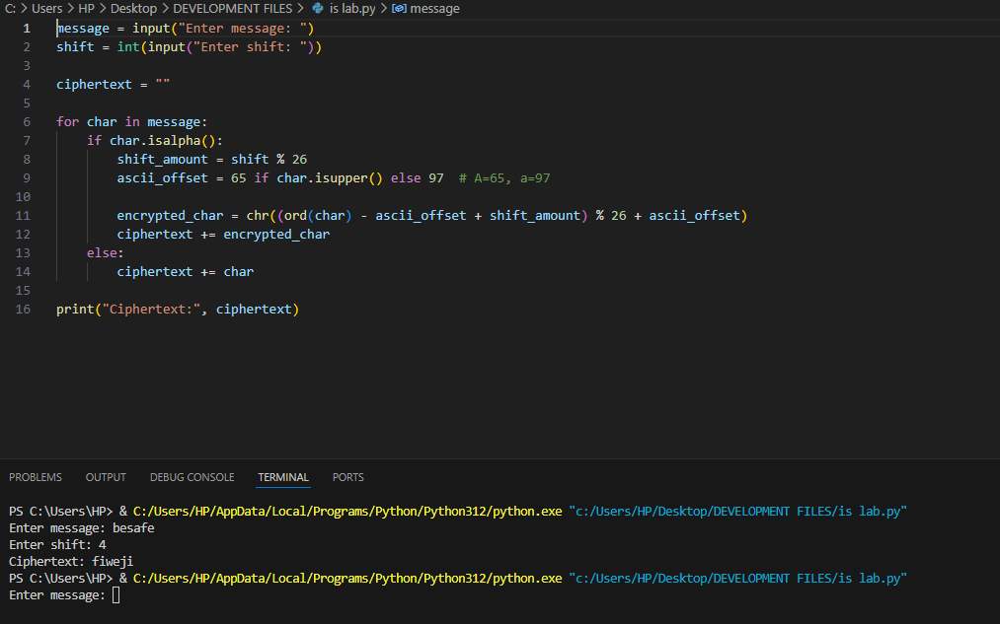 C: > Users > HP > Desktop > DEVELOPMENT FILES > is lab.py > message
1 message = input("Enter message: ")
2 shift = int(input("Enter shift: "))
3
4 ciphertext = ""
5
6 for char in message:
7     if char.isalpha():
8         shift_amount = shift % 26
9         ascii_offset = 65 if char.isupper() else 97  # A=65, a=97
10
11         encrypted_char = chr((ord(char) - ascii_offset + shift_amount) % 26 + ascii_offset)
12         ciphertext += encrypted_char
13     else:
14         ciphertext += char
15
16 print("Ciphertext:", ciphertext)
PROBLEMS OUTPUT DEBUG CONSOLE TERMINAL PORTS
PS C:\Users\HP> & C:/Users/HP/AppData/Local/Programs/Python/Python312/python.exe "c:/Users/HP/Desktop/DEVELOPMENT FILES/is lab.py"
Enter message: besafe
Enter shift: 4
Ciphertext: fiweji
PS C:\Users\HP> & C:/Users/HP/AppData/Local/Programs/Python/Python312/python.exe "c:/Users/HP/Desktop/DEVELOPMENT FILES/is lab.py"
Enter message: